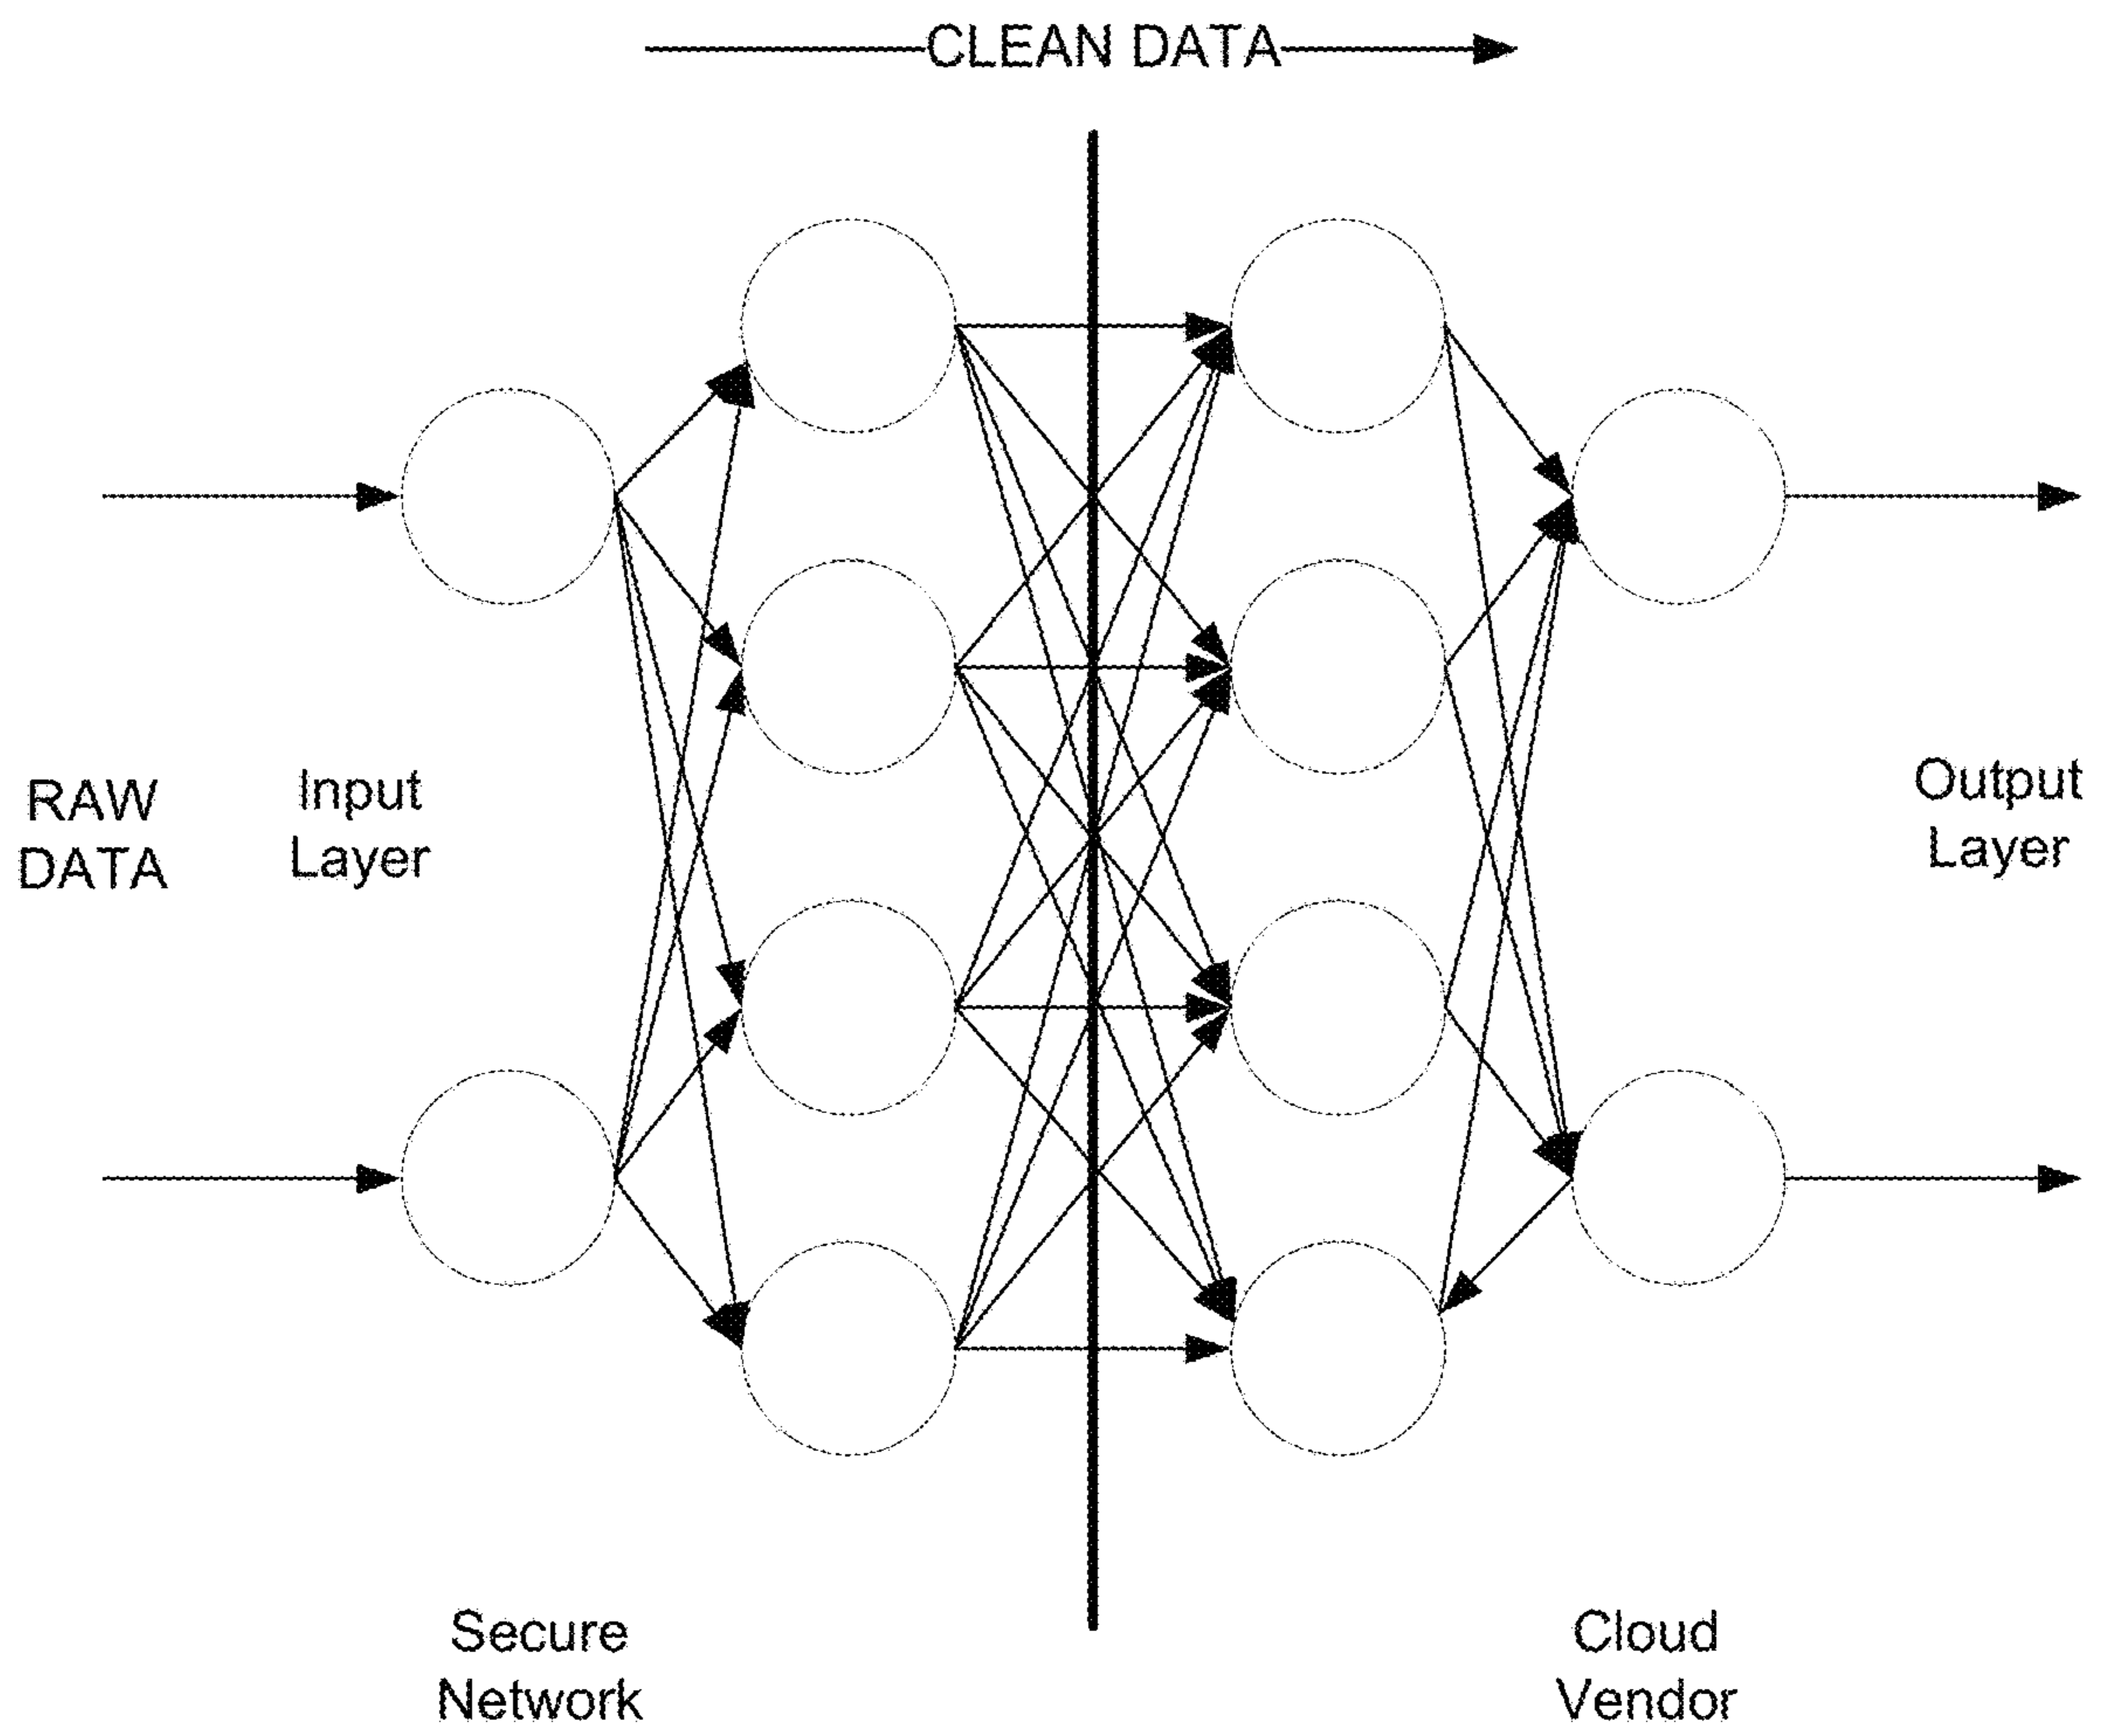 CLEAN DATA
RAW
DATA
Input
Layer
Output
Layer
Secure
Network
Cloud
Vendor